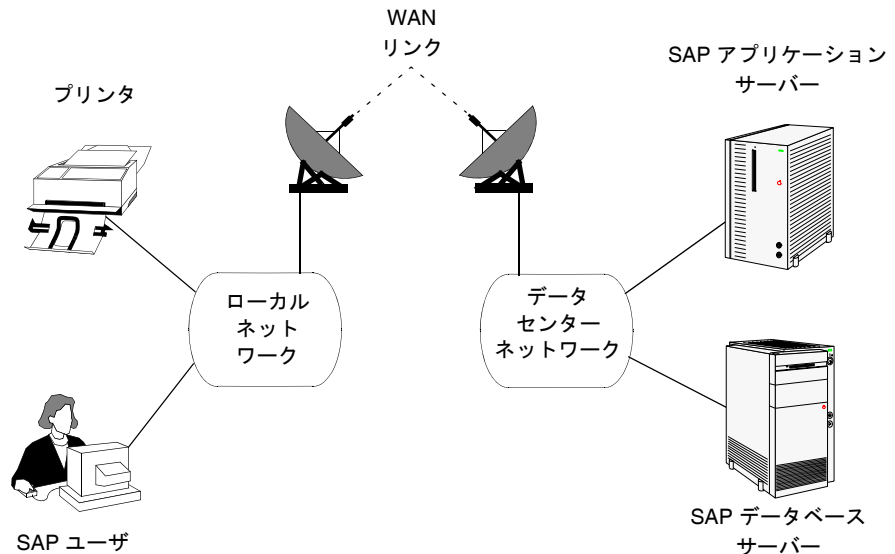 WAN
リンク
SAP アプリケーション
サーバー
プリンタ
ローカル
ネット
ワーク
データ
センター
ネットワーク
SAP ユーザ
SAP データベース
サーバー